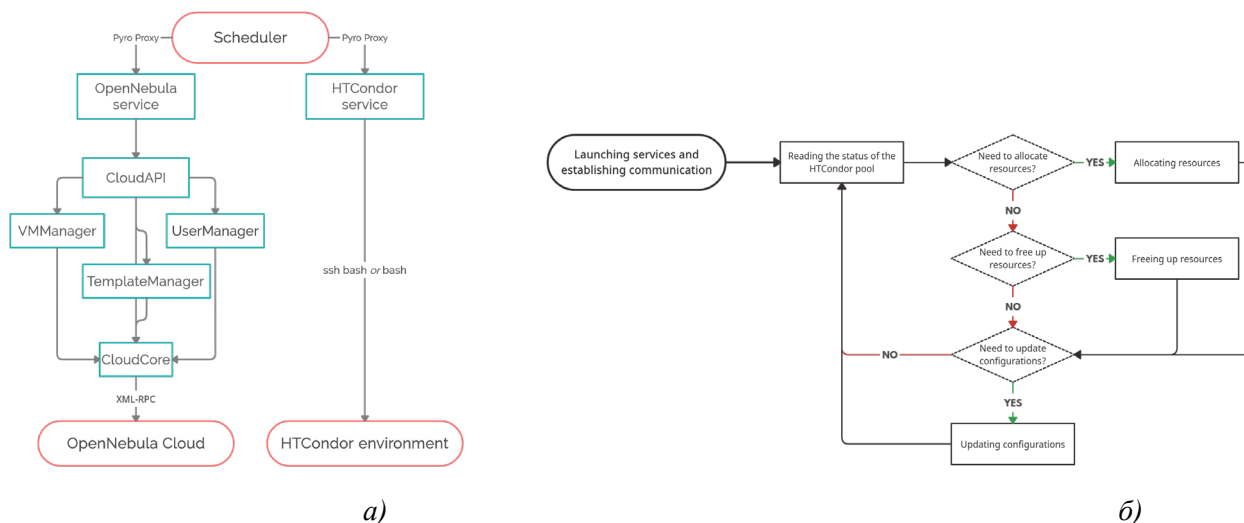 Scheduler
Pyro Proxy
Pyro Proxy
OpenNebula
service
HTCondor
service
CloudAPI
VMManager
UserManager
TemplateManager
ssh bash or bash
CloudCore
XML-RPC
OpenNebula Cloud
HTCondor environment
а)
Launching services and
establishing communication
Reading the status of the
HTCondor pool
Need to allocate
resources?
YES
Allocating resources
NO
Need to free up
resources?
YES
Freeing up resources
NO
Need to update
configurations?
NO
YES
Updating configurations
б)